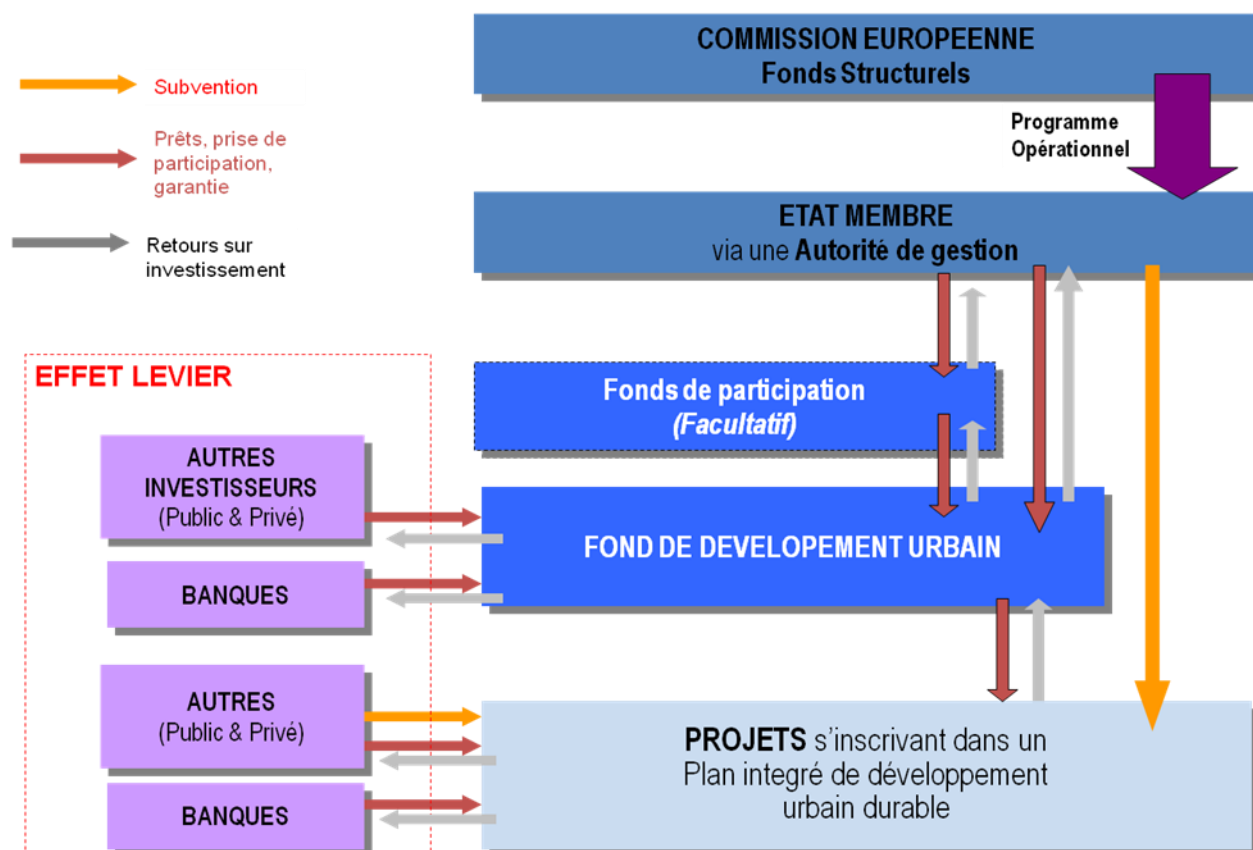 COMMISSION EUROPEENNE
Fonds Structurels
Subvention
Prêts, prise de
participation,
garantie
Retours sur
investissement
Programme
Opérationnel
ETAT MEMBRE
via une Autorité de gestion
EFFET LEVIER
Fonds de participation
(Facultatif)
AUTRES
INVESTISSEURS
(Public & Privé)
FOND DE DEVELOPEMENT URBAIN
BANQUES
AUTRES
(Public & Privé)
PROJETS s'inscrivant dans un
Plan integré de développement
urbain durable
BANQUES